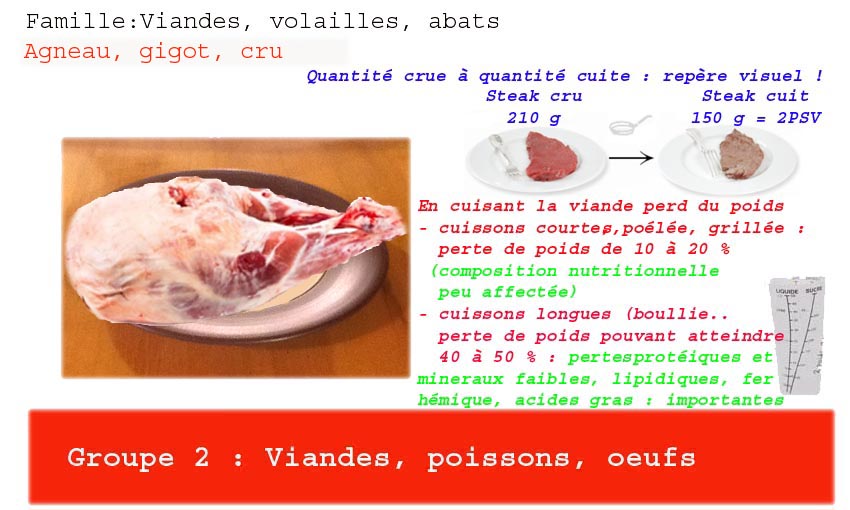 Famille:Viandes, volailles, abats
Agneau, gigot, cru
Quantité crue à quantité cuite : repère visuel !
Steak cru
210 g
Steak cuit
150 g = 2PSV
En cuisant la viande perd du poids
- cuissons courtes,poélée, grillée :
perte de poids de 10 à 20 %
(composition nutritionnelle
peu affectée)
- cuissons longues (boullie..
perte de poids pouvant atteindre
40 à 50 % : pertesprotéiques et
mineraux faibles, lipidiques, fer
hémique, acides gras : importantes
LIQUIDE SUCRE
Groupe 2 : Viandes, poissons, oeufs